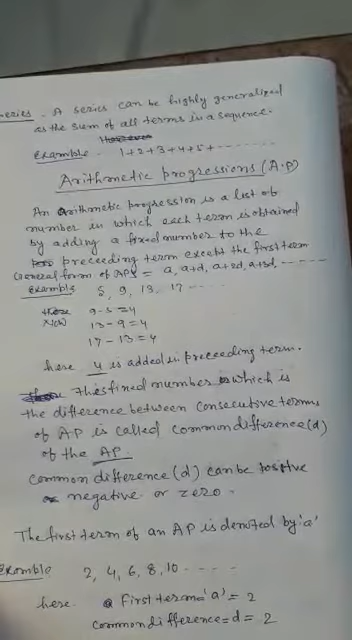 series. A series can be highly generalized
as the sum of all terms in a sequence.
Example. 1+2+3+4+5+-------
Arithmetic progressions (A.P)
An Arithmetic progression is a list of
number in which each term is obtained
by adding a fixed number to the
preceeding term except the first term
General form of AP's = a, a+d, a+2d, a+3d, -----
Example 5, 9, 13, 17 ----
9-5=4
Now 13-9=4
17-13=4
here 4 is added in preceeding term.
This fixed number which is
the difference between consecutive terms
of AP is called common difference (d)
of the AP.
common difference (d) can be positive
negative or zero.
The first term of an AP is denoted by 'a'
Example 2, 4, 6, 8, 10 -----
here. First term 'a' = 2
common difference = d = 2